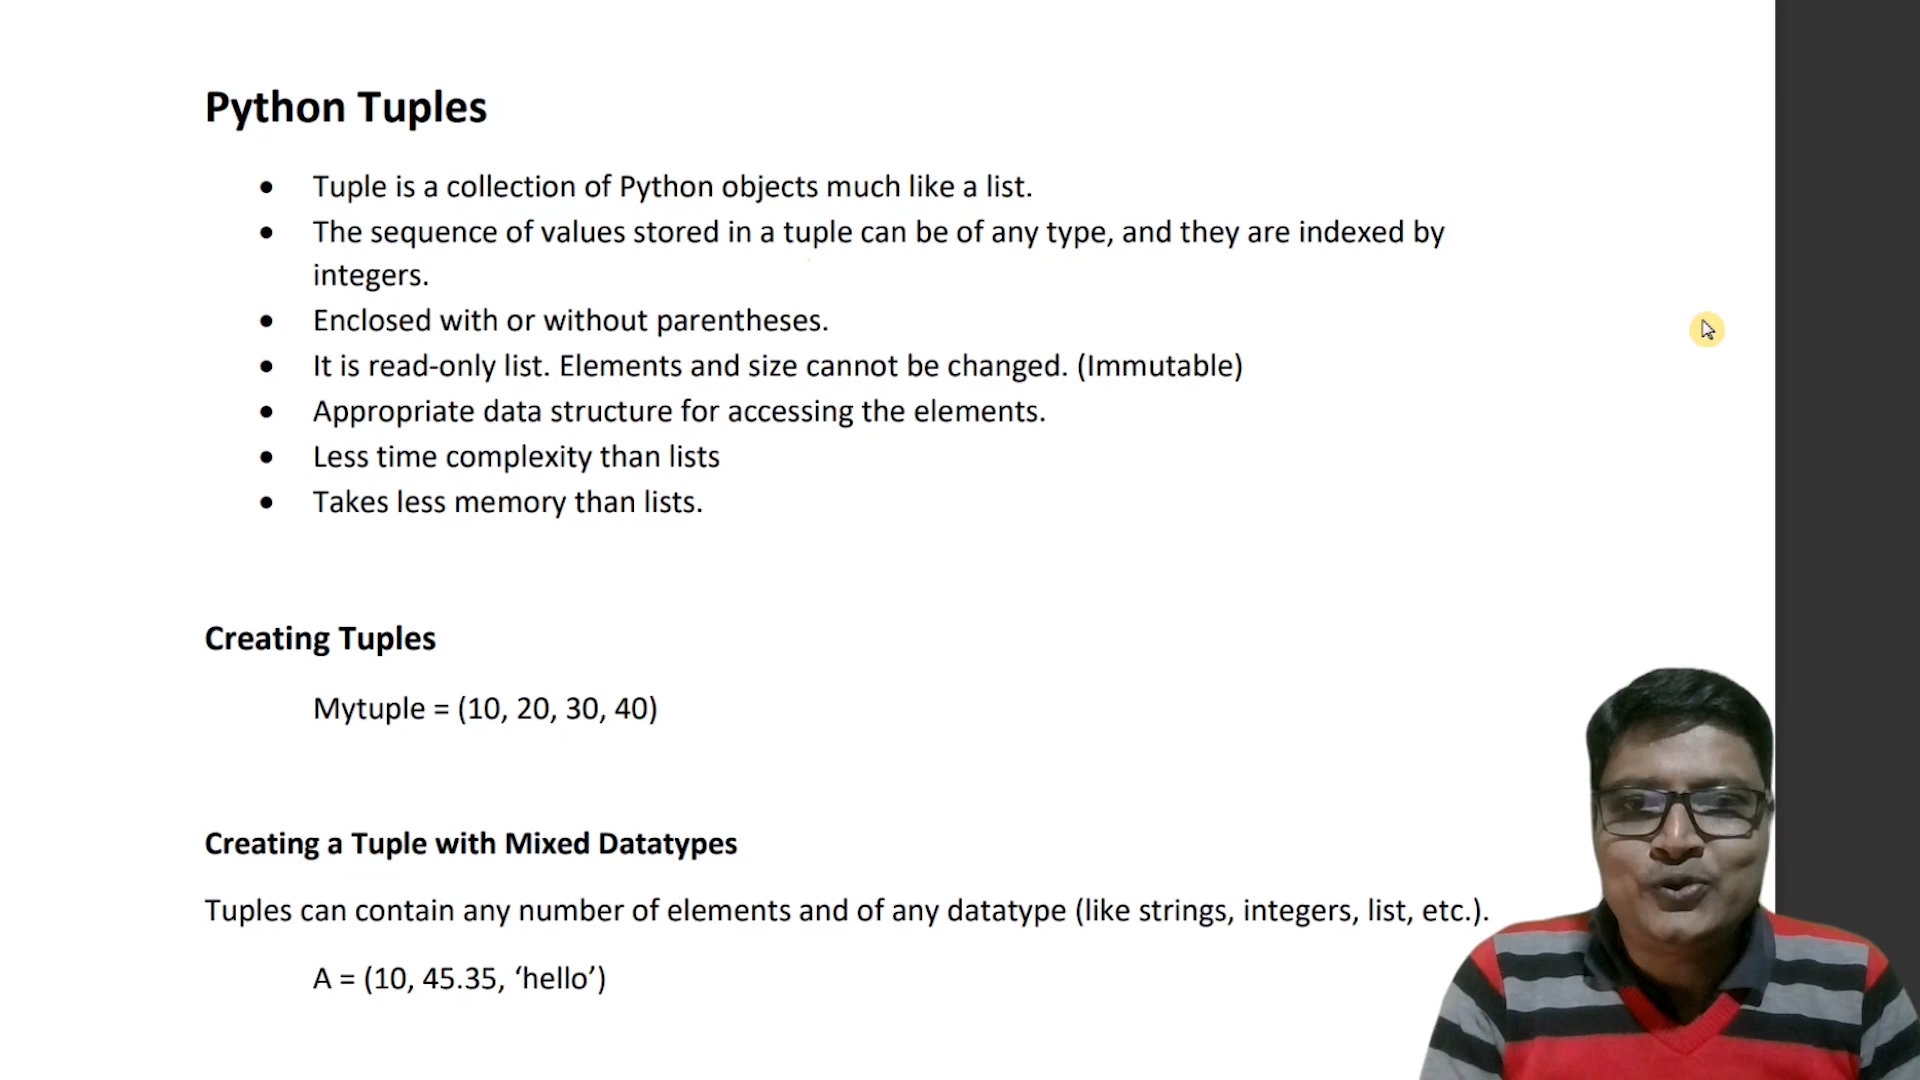 Python Tuples
• Tuple is a collection of Python objects much like a list.
• The sequence of values stored in a tuple can be of any type, and they are indexed by
integers.
• Enclosed with or without parentheses.
• It is read-only list. Elements and size cannot be changed. (Immutable)
• Appropriate data structure for accessing the elements.
• Less time complexity than lists
• Takes less memory than lists.
Creating Tuples
Mytuple = (10, 20, 30, 40)
Creating a Tuple with Mixed Datatypes
Tuples can contain any number of elements and of any datatype (like strings, integers, list, etc.).
A = (10, 45.35, ‘hello’)